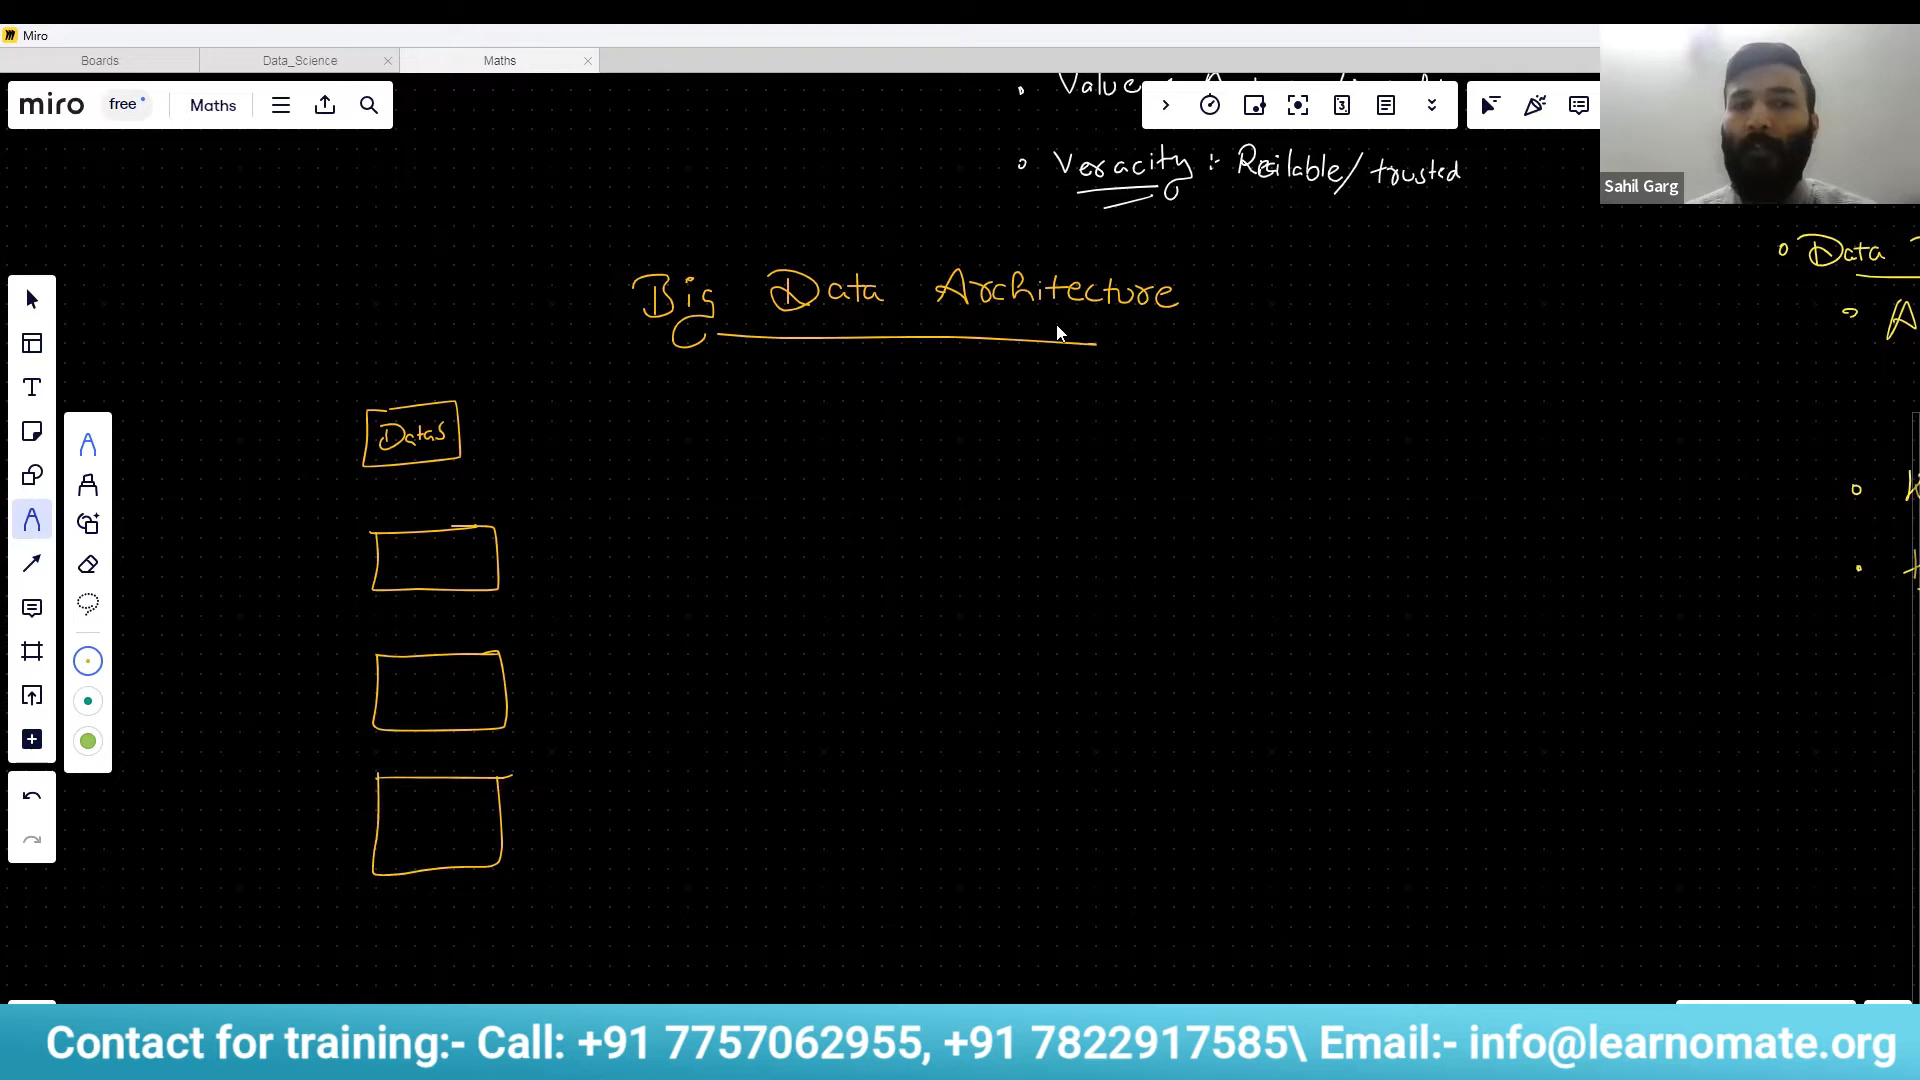 Miro
Boards
Data_Science
Maths
miro
free
Maths
Value
Veracity :- Reilable/trusted
Sahil Garg
Data
Big Data Architecture
DataS
Contact for training:- Call: +91 7757062955, +91 7822917585\ Email:- info@learnomate.org